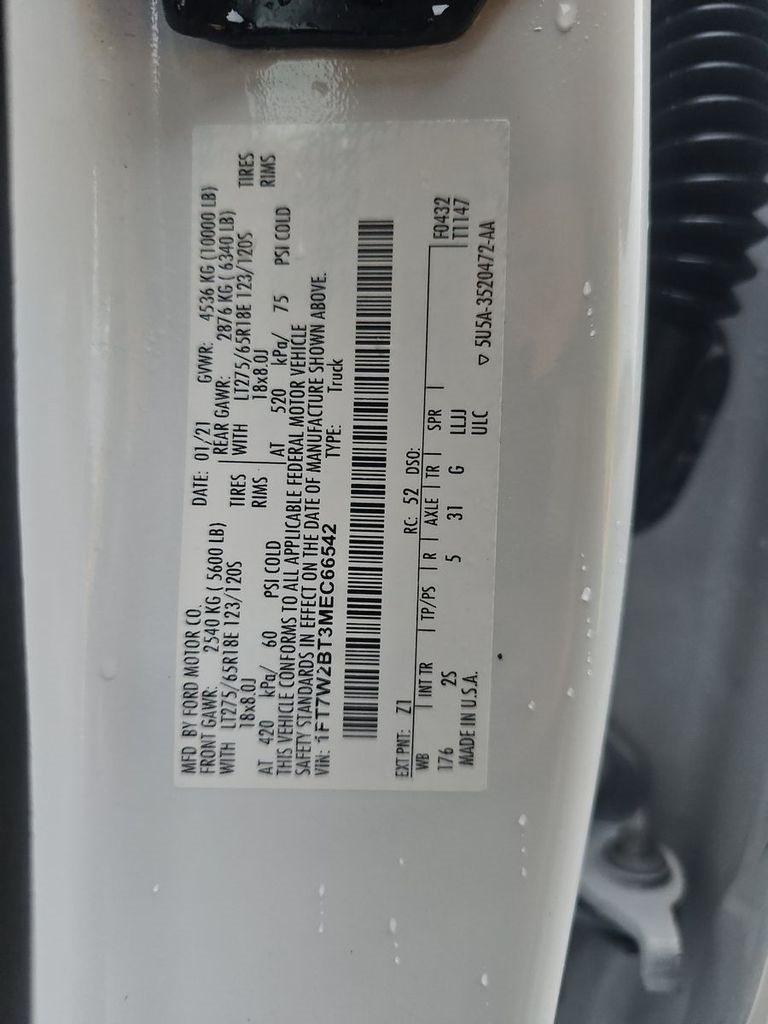 MFD BY FORD MOTOR CO.
DATE: 01/21 GVWR: 4536 KG (10000 LB)
FRONT GAWR: 2540 KG ( 5600 LB) REAR GAWR: 2876 KG ( 6340 LB)
WITH LT275/65R18E 123/120S TIRES WITH LT275/65R18E 123/120S TIRES
18x8.0J RIMS 18x8.0J RIMS
AT 420 kPa/ 60 PSI COLD AT 520 kPa/ 75 PSI COLD
THIS VEHICLE CONFORMS TO ALL APPLICABLE FEDERAL MOTOR VEHICLE
SAFETY STANDARDS IN EFFECT ON THE DATE OF MANUFACTURE SHOWN ABOVE.
VIN: 1FT7W2BT3MEC66542 TYPE: Truck
EXT PNT: Z1 RC: 52 DSO:
WB INT TR TP/PS R AXLE TR SPR F0432
176 2S 5 31 G LLJJ T1147
MADE IN U.S.A. ULC
▽ 5U5A-3520472-AA